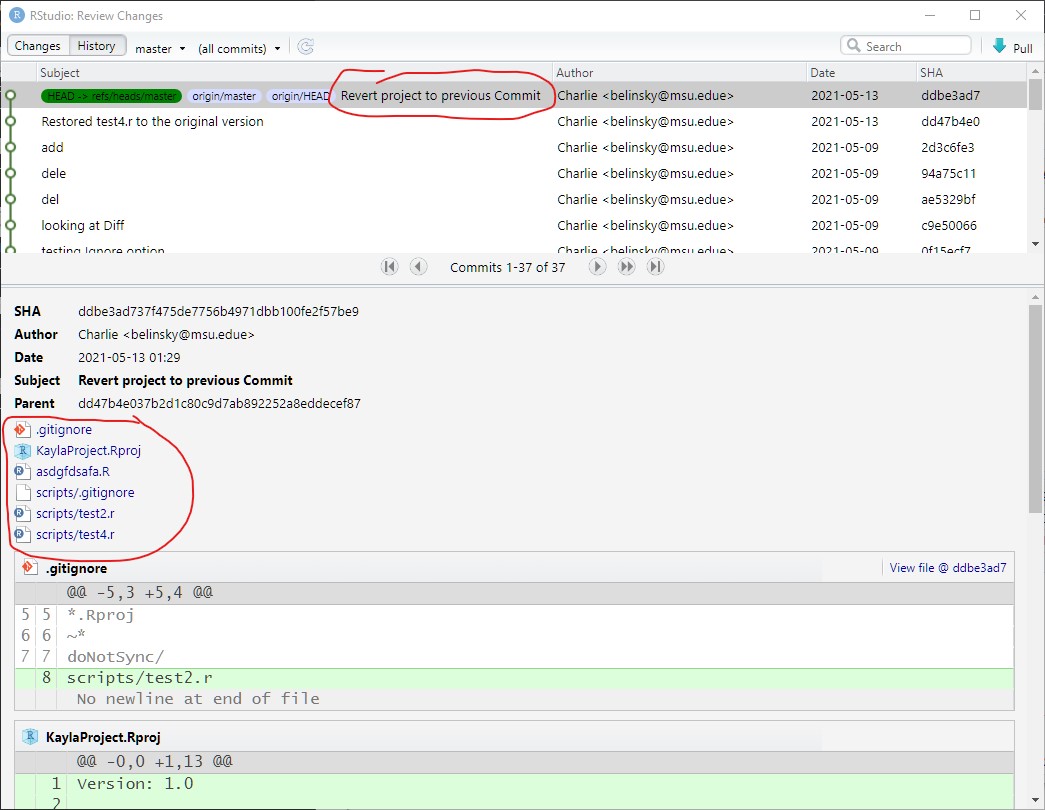 RStudio: Review Changes
Changes History master (all commits) Search Pull
Subject Author Date SHA
HEAD -> refs/heads/master origin/master origin/HEAD Revert project to previous Commit Charlie <belinsky@msu.edue> 2021-05-13 ddbe3ad7
Restored test4.r to the original version Charlie <belinsky@msu.edue> 2021-05-13 dd47b4e0
add Charlie <belinsky@msu.edue> 2021-05-09 2d3c6fe3
dele Charlie <belinsky@msu.edue> 2021-05-09 94a75c11
del Charlie <belinsky@msu.edue> 2021-05-09 ae5329bf
looking at Diff Charlie <belinsky@msu.edue> 2021-05-09 c9e50066
testing Ignore option Charlie <belinsky@msu.edue> 2021-05-09 0f15ecf7
Commits 1-37 of 37
SHA ddbe3ad737f475de7756b4971dbb100fe2f57be9
Author Charlie <belinsky@msu.edue>
Date 2021-05-13 01:29
Subject Revert project to previous Commit
Parent dd47b4e037b2d1c80c9d7ab892252a8eddecef87
.gitignore
KaylaProject.Rproj
asdgfdsafa.R
scripts/.gitignore
scripts/test2.r
scripts/test4.r
.gitignore View file @ ddbe3ad7
@@ -5,3 +5,4 @@
5 5 *.Rproj
6 6 ~*
7 7 doNotSync/
8 scripts/test2.r
No newline at end of file
KaylaProject.Rproj
@@ -0,0 +1,13 @@
1 Version: 1.0
2